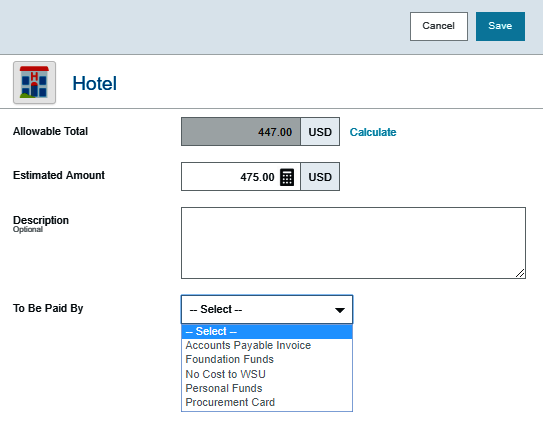 Cancel Save
H
Hotel
Allowable Total 447.00 USD Calculate
Estimated Amount 475.00 USD
Description
Optional
To Be Paid By -- Select --
-- Select --
Accounts Payable Invoice
Foundation Funds
No Cost to WSU
Personal Funds
Procurement Card